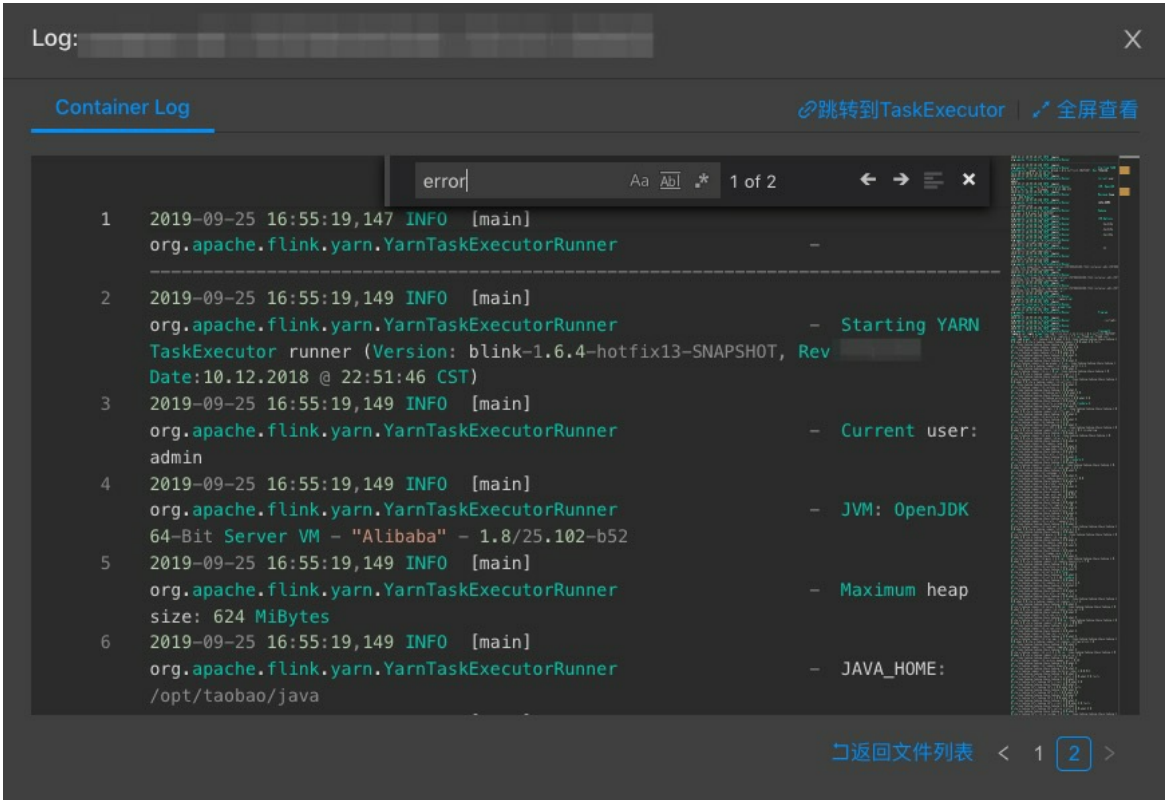 Log:
Container Log
跳转到TaskExecutor
全屏查看
error
Aa Abl .* 1 of 2
1 2019-09-25 16:55:19,147 INFO [main]
org.apache.flink.yarn.YarnTaskExecutorRunner -
--------------------------------------------------------------------------------
2 2019-09-25 16:55:19,149 INFO [main]
org.apache.flink.yarn.YarnTaskExecutorRunner - Starting YARN
TaskExecutor runner (Version: blink-1.6.4-hotfix13-SNAPSHOT, Rev
Date:10.12.2018 @ 22:51:46 CST)
3 2019-09-25 16:55:19,149 INFO [main]
org.apache.flink.yarn.YarnTaskExecutorRunner - Current user:
admin
4 2019-09-25 16:55:19,149 INFO [main]
org.apache.flink.yarn.YarnTaskExecutorRunner - JVM: OpenJDK
64-Bit Server VM - "Alibaba" - 1.8/25.102-b52
5 2019-09-25 16:55:19,149 INFO [main]
org.apache.flink.yarn.YarnTaskExecutorRunner - Maximum heap
size: 624 MiBytes
6 2019-09-25 16:55:19,149 INFO [main]
org.apache.flink.yarn.YarnTaskExecutorRunner - JAVA_HOME:
/opt/taobao/java
返回文件列表 < 1 2 >